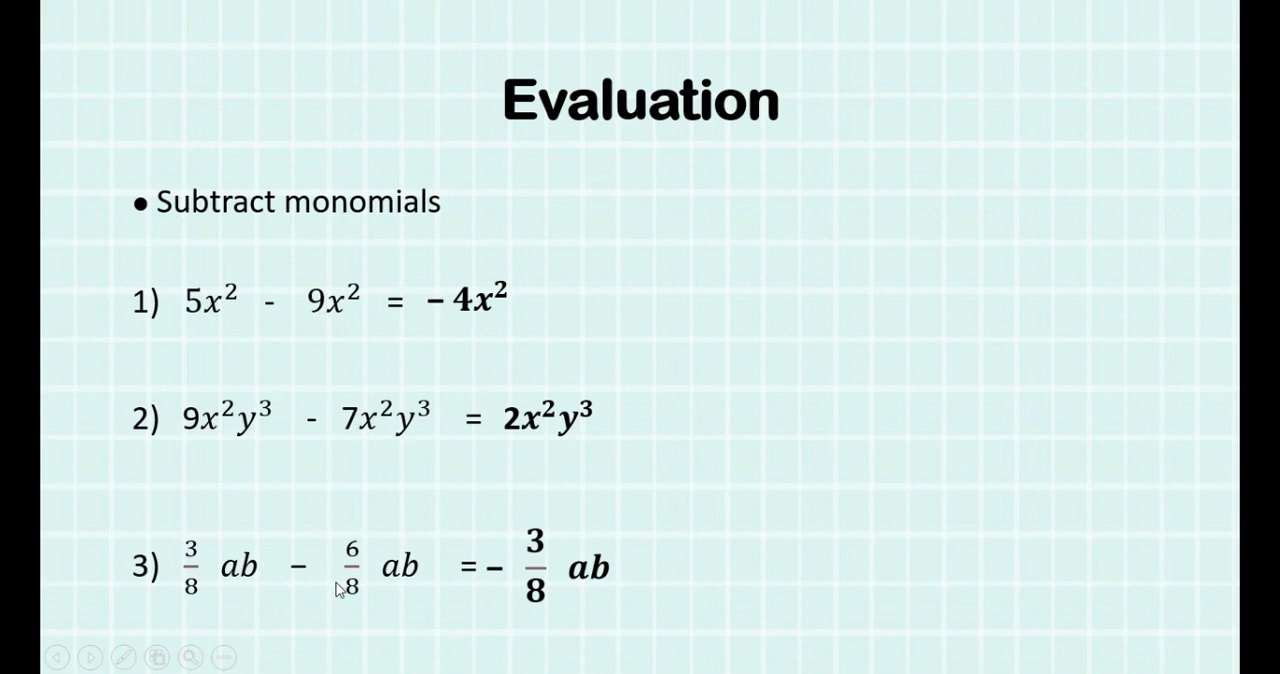 Evaluation
● Subtract monomials
1) 5x² - 9x² = – 4x²
2) 9x²y³ - 7x²y³ = 2x²y³
3) 3/8 ab – 6/8 ab = – 3/8 ab